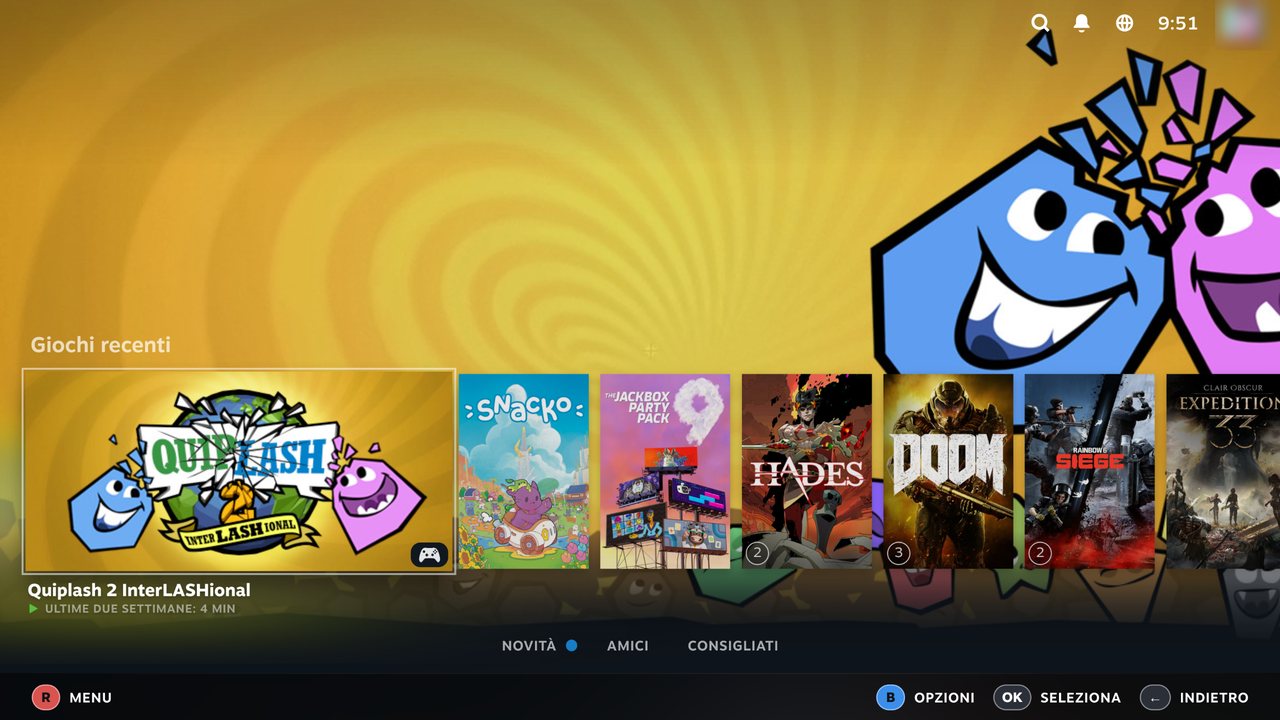 9:51
Giochi recenti
QUIPLASH
2
INTERLASHIONAL
SNACKO
THE JACKBOX
PARTY
PACK
9
HADES
2
DOOM
3
RAINBOW6
SIEGE
2
CLAIR OBSCUR
EXPEDITION
33
Quiplash 2 InterLASHional
ULTIME DUE SETTIMANE: 4 MIN
NOVITÀ AMICI CONSIGLIATI
R MENU
B OPZIONI OK SELEZIONA ← INDIETRO